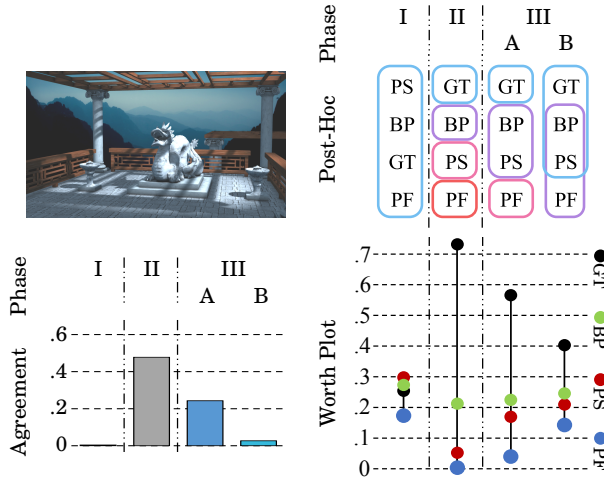 Phase
I
II
III
A
B
Post-Hoc
PS
GT
GT
GT
BP
BP
BP
BP
GT
PS
PS
PS
PF
PF
PF
PF
Phase
I
II
III
A
B
Agreement
.6
.4
.2
0
Worth Plot
.7
.6
.5
.4
.3
.2
.1
0
GT
BP
PS
PF